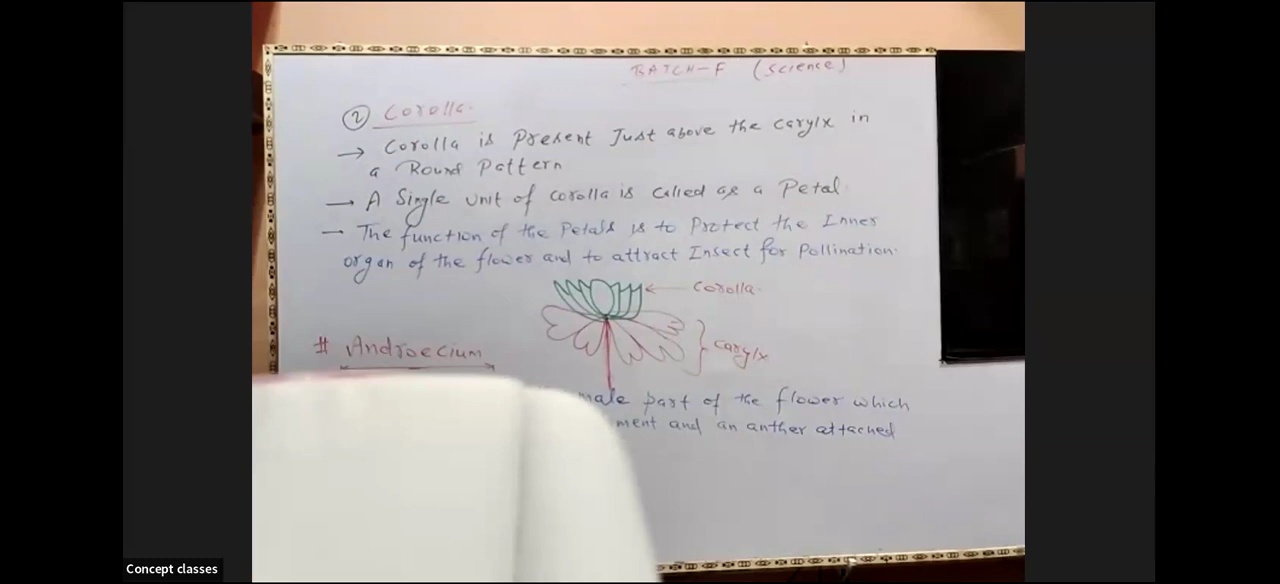 BATCH-F (Science)
② Corolla
→ Corolla is Present Just above the Carylx in
a Round Pattern
→ A Single Unit of Corolla is Called as a Petal.
→ The function of the Petals is to Protect the Inner
organ of the flower and to attract Insect for Pollination.
Corolla
Carylx
# Androecium
male part of the flower which
ment and an anther attached
Concept classes